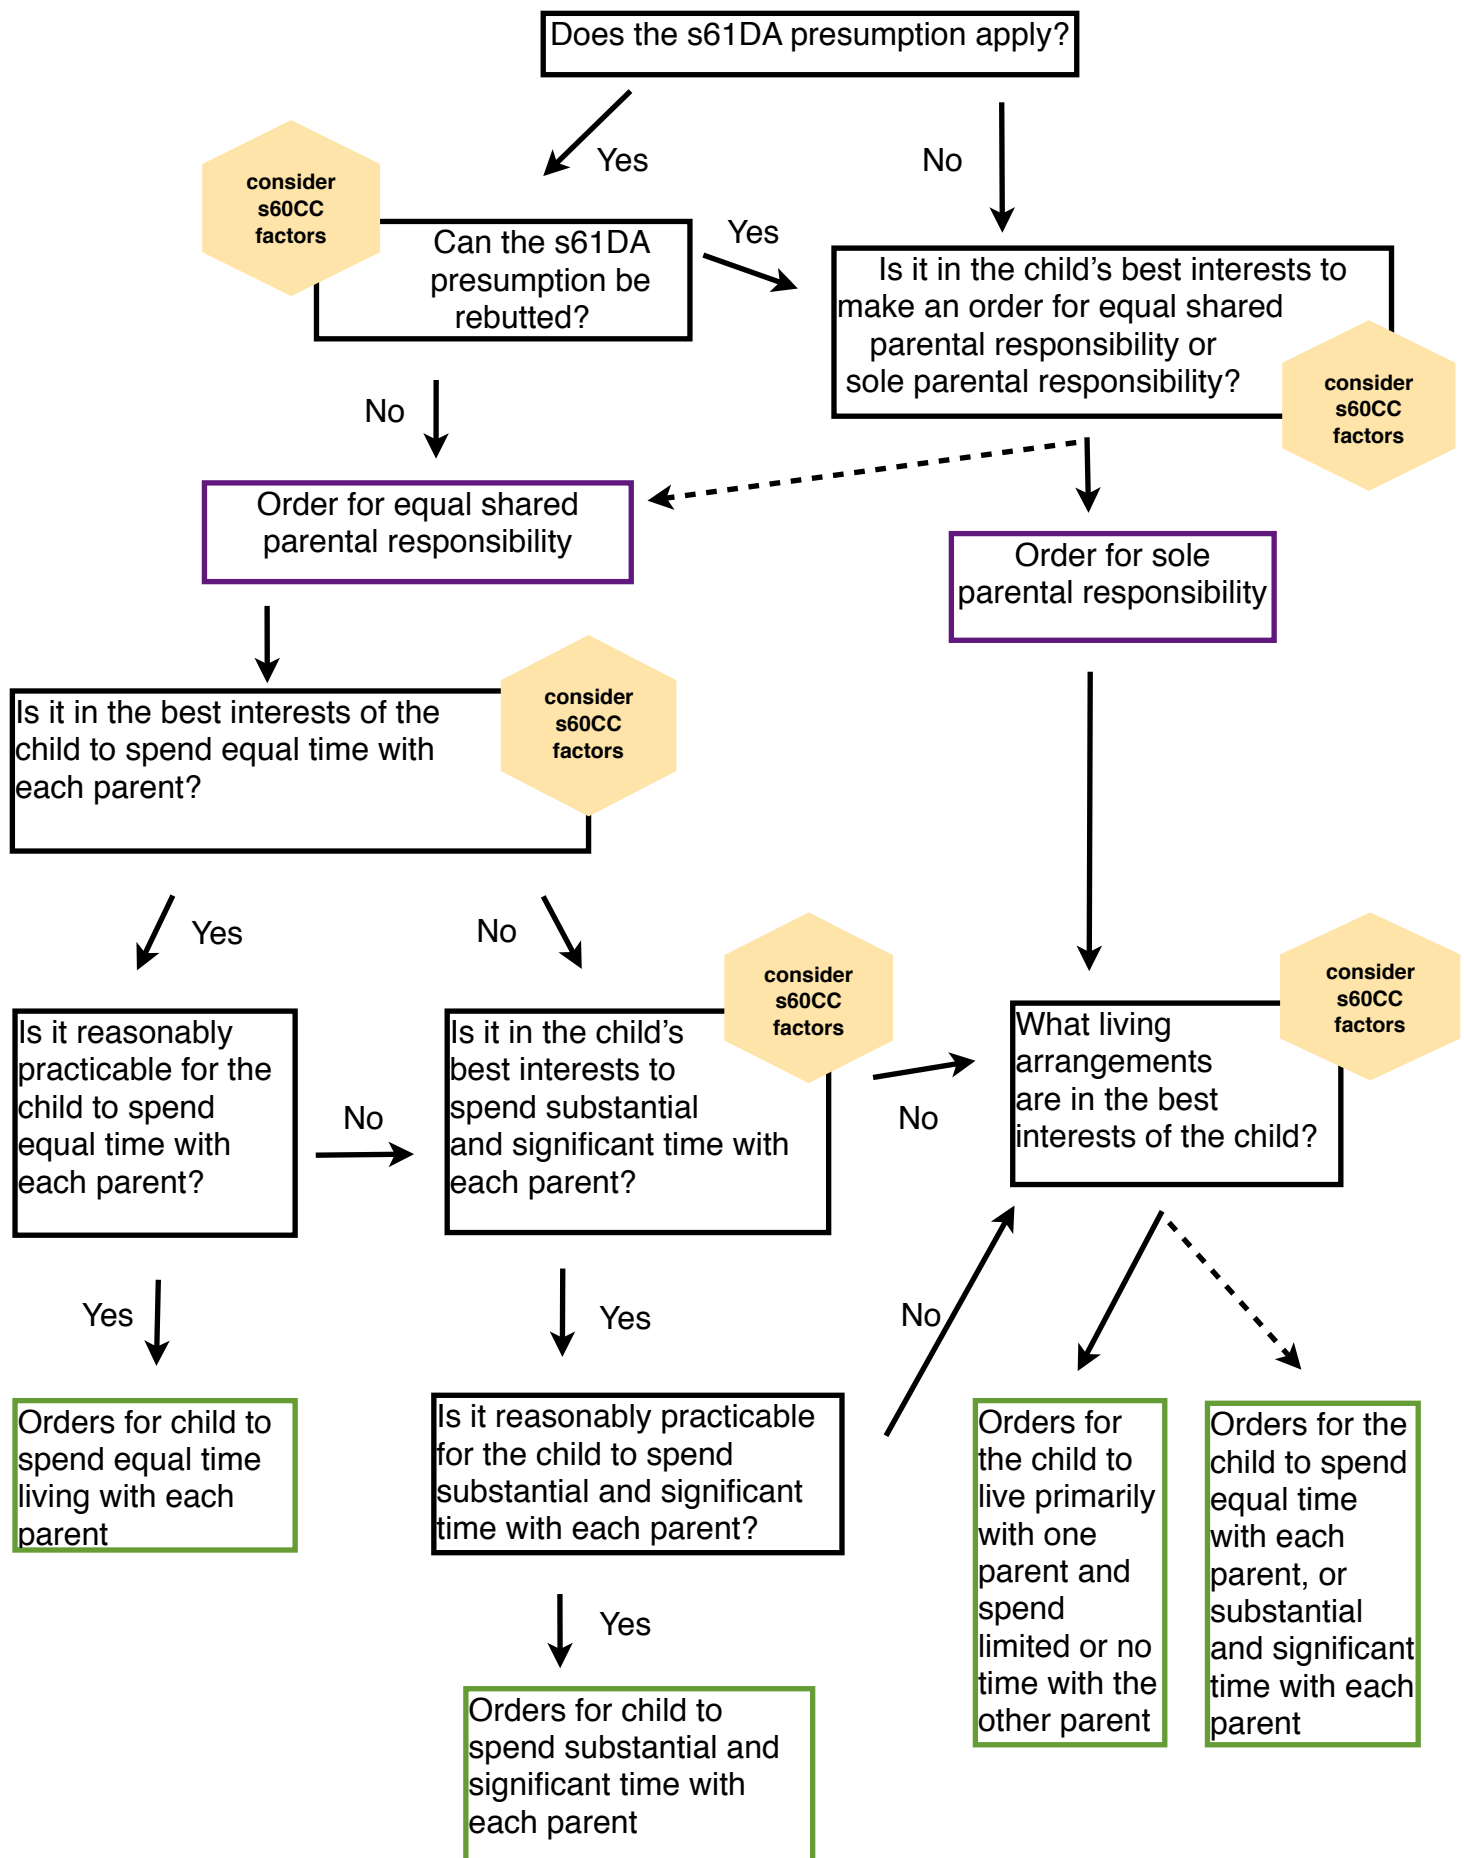 Does the s61DA presumption apply?
Yes
No
consider
s60CC
factors
Can the s61DA
presumption be
rebutted?
Yes
Is it in the child’s best interests to
make an order for equal shared
parental responsibility or
sole parental responsibility?
consider
s60CC
factors
No
Order for equal shared
parental responsibility
Order for sole
parental responsibility
Is it in the best interests of the
child to spend equal time with
each parent?
consider
s60CC
factors
Yes
No
Is it reasonably
practicable for the
child to spend
equal time with
each parent?
No
Is it in the child’s
best interests to
spend substantial
and significant time with
each parent?
consider
s60CC
factors
No
What living
arrangements
are in the best
interests of the child?
consider
s60CC
factors
Yes
Yes
No
Orders for child to
spend equal time
living with each
parent
Is it reasonably practicable
for the child to spend
substantial and significant
time with each parent?
Orders for
the child to
live primarily
with one
parent and
spend
limited or no
time with the
other parent
Orders for the
child to spend
equal time
with each
parent, or
substantial
and significant
time with each
parent
Yes
Orders for child to
spend substantial and
significant time with
each parent